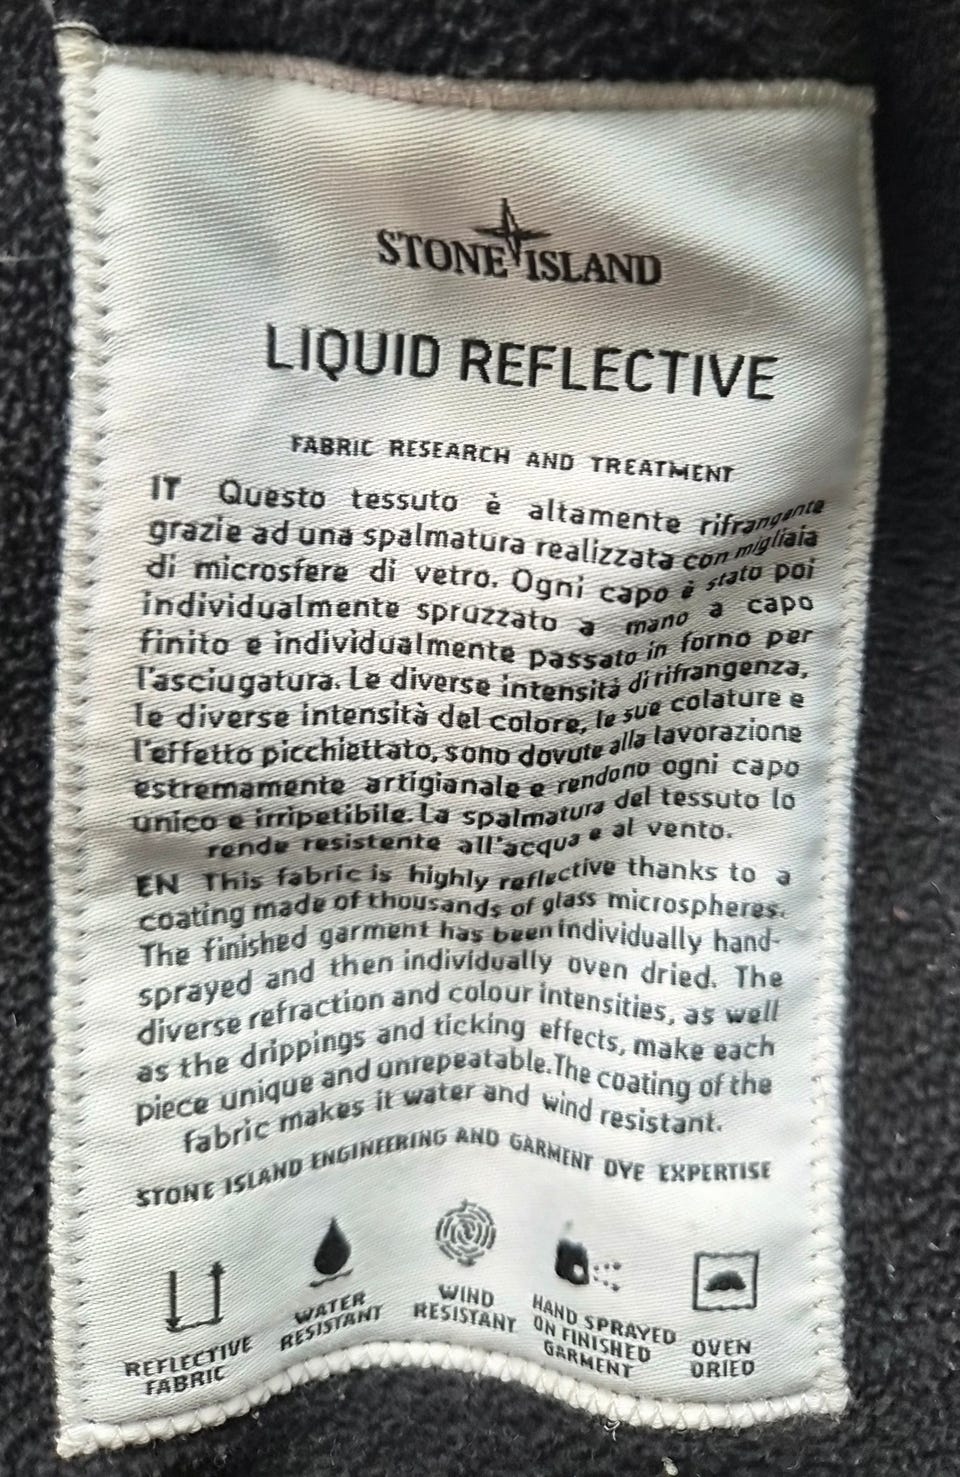 STONE ISLAND
LIQUID REFLECTIVE
FABRIC RESEARCH AND TREATMENT
IT Questo tessuto è altamente rifrangente
grazie ad una spalmatura realizzata con migliaia
di microsfere di vetro. Ogni capo è stato poi
individualmente spruzzato a mano a capo
finito e individualmente passato in forno per
l'asciugatura. Le diverse intensità di rifrangenza,
le diverse intensità del colore, le sue colature e
l'effetto picchiettato, sono dovute alla lavorazione
estremamente artigianale e rendono ogni capo
unico e irripetibile. La spalmatura del tessuto lo
rende resistente all'acqua e al vento.
EN This fabric is highly reflective thanks to a
coating made of thousands of glass microspheres.
The finished garment has been individually hand-
sprayed and then individually oven dried. The
diverse refraction and colour intensities, as well
as the drippings and ticking effects, make each
piece unique and unrepeatable.The coating of the
fabric makes it water and wind resistant.
STONE ISLAND ENGINEERING AND GARMENT DYE EXPERTISE
REFLECTIVE
FABRIC
WATER
RESISTANT
WIND
RESISTANT
HAND SPRAYED
ON FINISHED
GARMENT
OVEN
DRIED